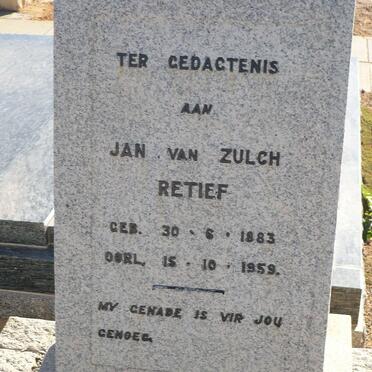 TER GEDAGTENIS
AAN
JAN VAN ZULCH
RETIEF
GEB. 30 - 6 - 1883
OORL. 15 - 10 - 1959.
MY GENADE IS VIR JOU
GENOEG.